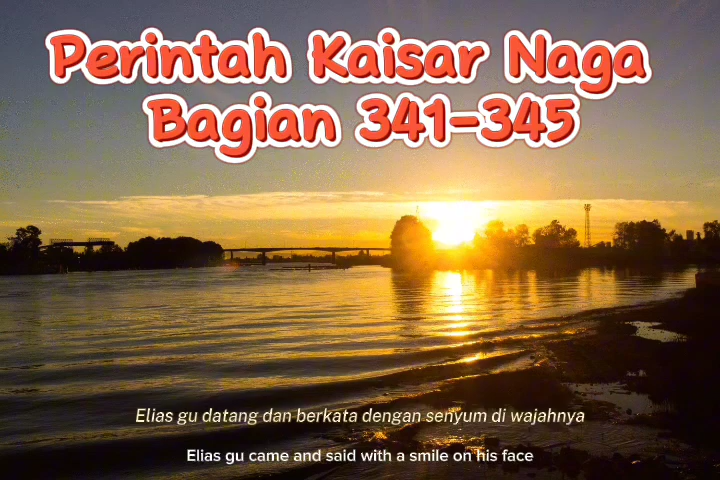 Perintah Kaisar Naga
Bagian 341-345
Elias gu datang dan berkata dengan senyum di wajahnya
Elias gu came and said with a smile on his face